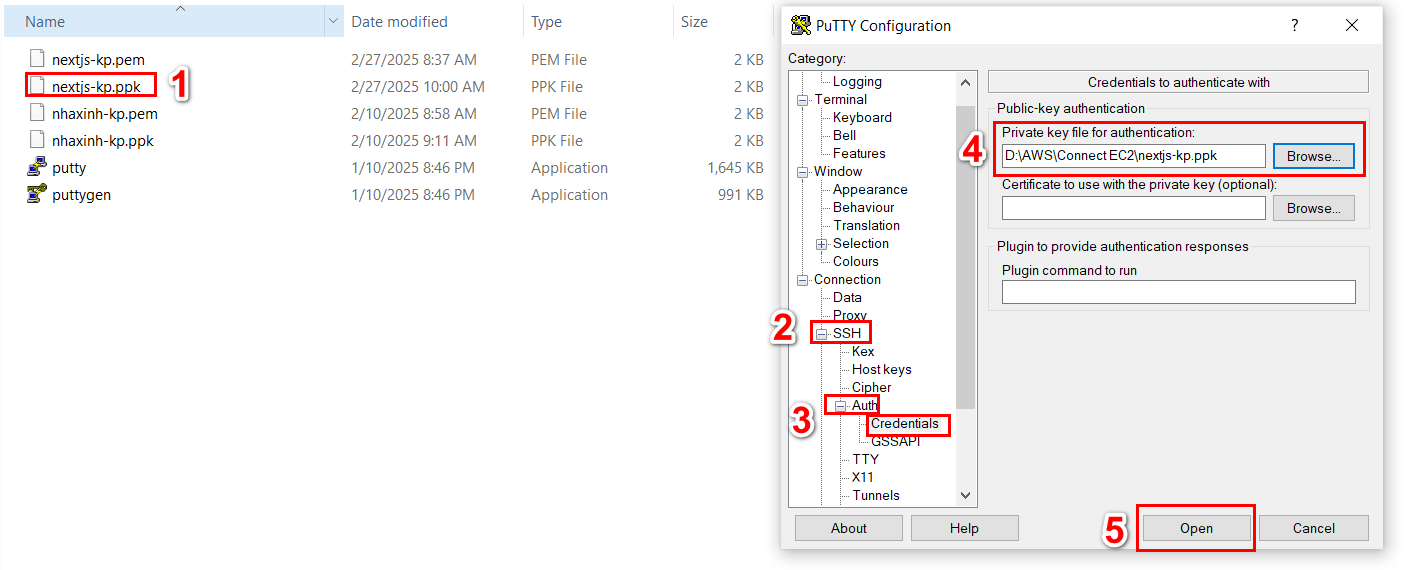 Name Date modified Type Size
nextjs-kp.pem 2/27/2025 8:37 AM PEM File 2 KB
nextjs-kp.ppk 2/27/2025 10:00 AM PPK File 2 KB
1
nhaxinh-kp.pem 2/10/2025 8:58 AM PEM File 2 KB
nhaxinh-kp.ppk 2/10/2025 9:11 AM PPK File 2 KB
putty 1/10/2025 8:46 PM Application 1,645 KB
puttygen 1/10/2025 8:46 PM Application 991 KB
PuTTY Configuration
?
Category:
Logging
Terminal
Keyboard
Bell
Features
Window
Appearance
Behaviour
Translation
Selection
Colours
Connection
Data
Proxy
2
SSH
Kex
Host keys
Cipher
3
Auth
Credentials
GSSAPI
TTY
X11
Tunnels
Credentials to authenticate with
Public-key authentication
4
Private key file for authentication:
D:\AWS\Connect EC2\nextjs-kp.ppk Browse...
Certificate to use with the private key (optional):
Browse...
Plugin to provide authentication responses
Plugin command to run
About Help
5
Open Cancel